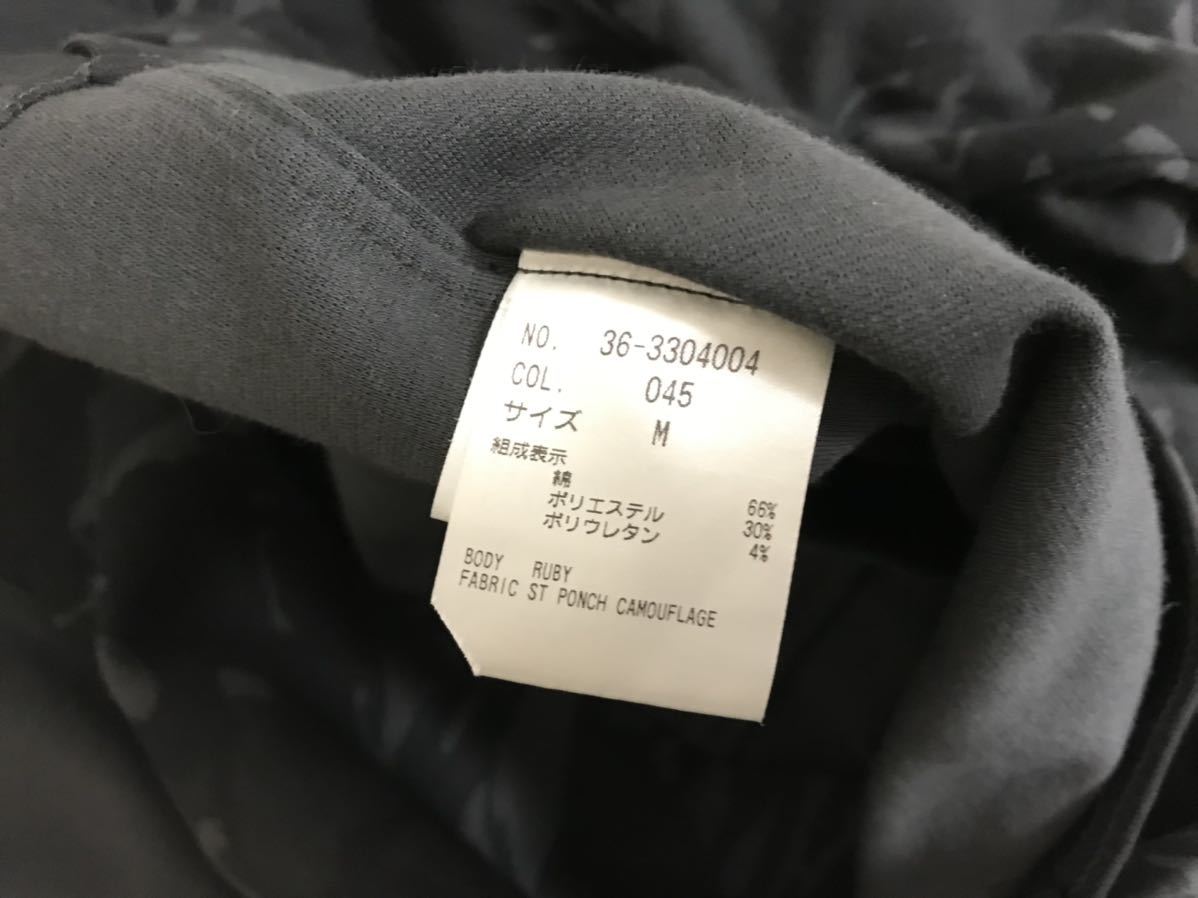 NO. 36-3304004
COL. 045
サイズ M
組成表示
綿 66%
ポリエステル 30%
ポリウレタン 4%
BODY RUBY
FABRIC ST PONCH CAMOUFLAGE